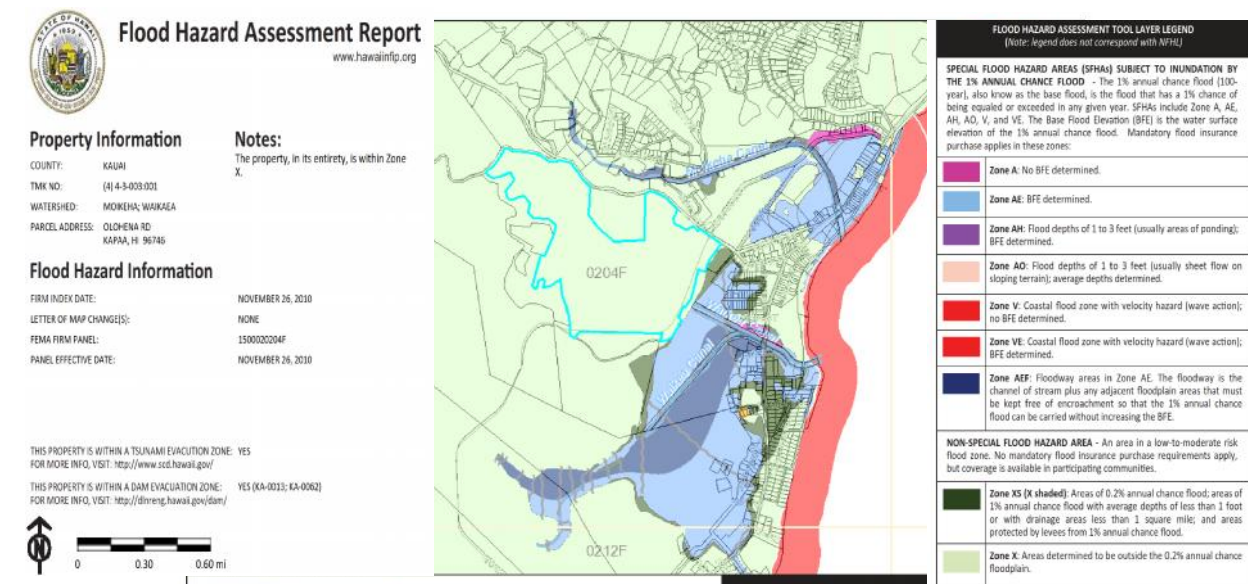 STATE OF HAWAII
1959
Flood Hazard Assessment Report
www.hawaiinfip.org
Property Information
COUNTY: KAUAI
TMK NO: (4) 4-3-003:001
WATERSHED: MOIKEHA; WAIKAEA
PARCEL ADDRESS: OLOHENA RD
KAPAA, HI 96746
Notes:
The property, in its entirety, is within Zone
X.
Flood Hazard Information
FIRM INDEX DATE: NOVEMBER 26, 2010
LETTER OF MAP CHANGE(S): NONE
FEMA FIRM PANEL: 1500020204F
PANEL EFFECTIVE DATE: NOVEMBER 26, 2010
THIS PROPERTY IS WITHIN A TSUNAMI EVACUTION ZONE: YES
FOR MORE INFO, VISIT: http://www.scd.hawaii.gov/
THIS PROPERTY IS WITHIN A DAM EVACUATION ZONE: YES (KA-0013; KA-0062)
FOR MORE INFO, VISIT: http://dlnreng.hawaii.gov/dam/
N
0 0.30 0.60 mi
Canal
0204F
Canal
0212F
FLOOD HAZARD ASSESSMENT TOOL LAYER LEGEND
(Note: legend does not correspond with NFHL)
SPECIAL FLOOD HAZARD AREAS (SFHAs) SUBJECT TO INUNDATION BY
THE 1% ANNUAL CHANCE FLOOD - The 1% annual chance flood (100-
year), also know as the base flood, is the flood that has a 1% chance of
being equaled or exceeded in any given year. SFHAs include Zone A, AE,
AH, AO, V, and VE. The Base Flood Elevation (BFE) is the water surface
elevation of the 1% annual chance flood. Mandatory flood insurance
purchase applies in these zones:
Zone A: No BFE determined.
Zone AE: BFE determined.
Zone AH: Flood depths of 1 to 3 feet (usually areas of ponding);
BFE determined.
Zone AO: Flood depths of 1 to 3 feet (usually sheet flow on
sloping terrain); average depths determined.
Zone V: Coastal flood zone with velocity hazard (wave action);
no BFE determined.
Zone VE: Coastal flood zone with velocity hazard (wave action);
BFE determined.
Zone AEF: Floodway areas in Zone AE. The floodway is the
channel of stream plus any adjacent floodplain areas that must
be kept free of encroachment so that the 1% annual chance
flood can be carried without increasing the BFE.
NON-SPECIAL FLOOD HAZARD AREA - An area in a low-to-moderate risk
flood zone. No mandatory flood insurance purchase requirements apply,
but coverage is available in participating communities.
Zone XS (X shaded): Areas of 0.2% annual chance flood; areas of
1% annual chance flood with average depths of less than 1 foot
or with drainage areas less than 1 square mile; and areas
protected by levees from 1% annual chance flood.
Zone X: Areas determined to be outside the 0.2% annual chance
floodplain.